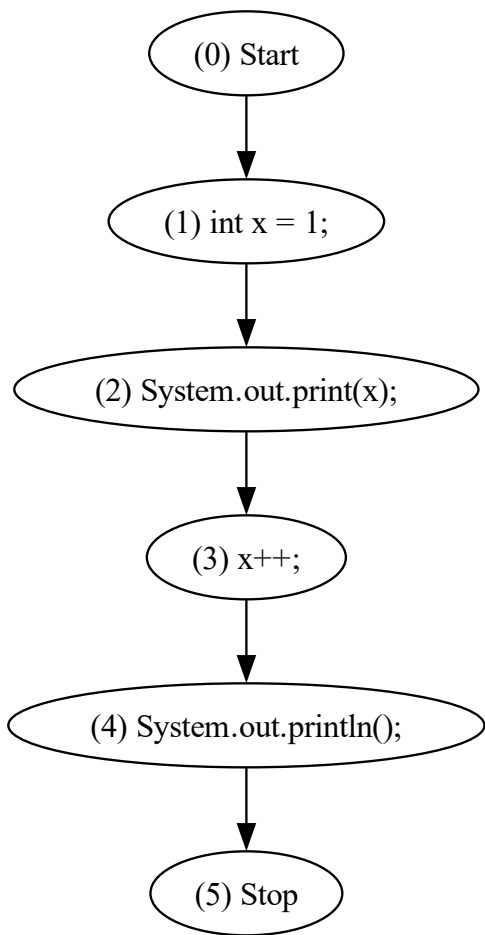 (0) Start
(1) int x = 1;
(2) System.out.print(x);
(3) x++;
(4) System.out.println();
(5) Stop